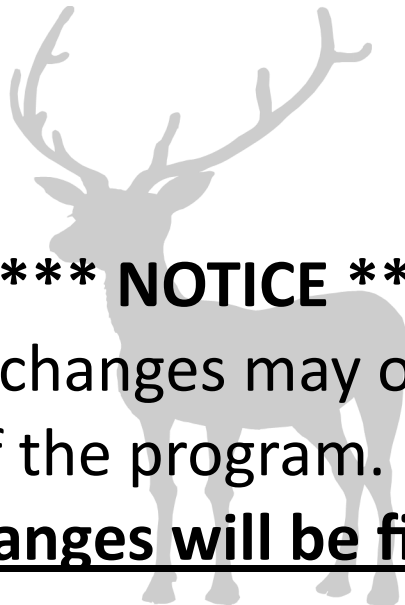 *** NOTICE **
changes may o
f the program.
anges will be fi